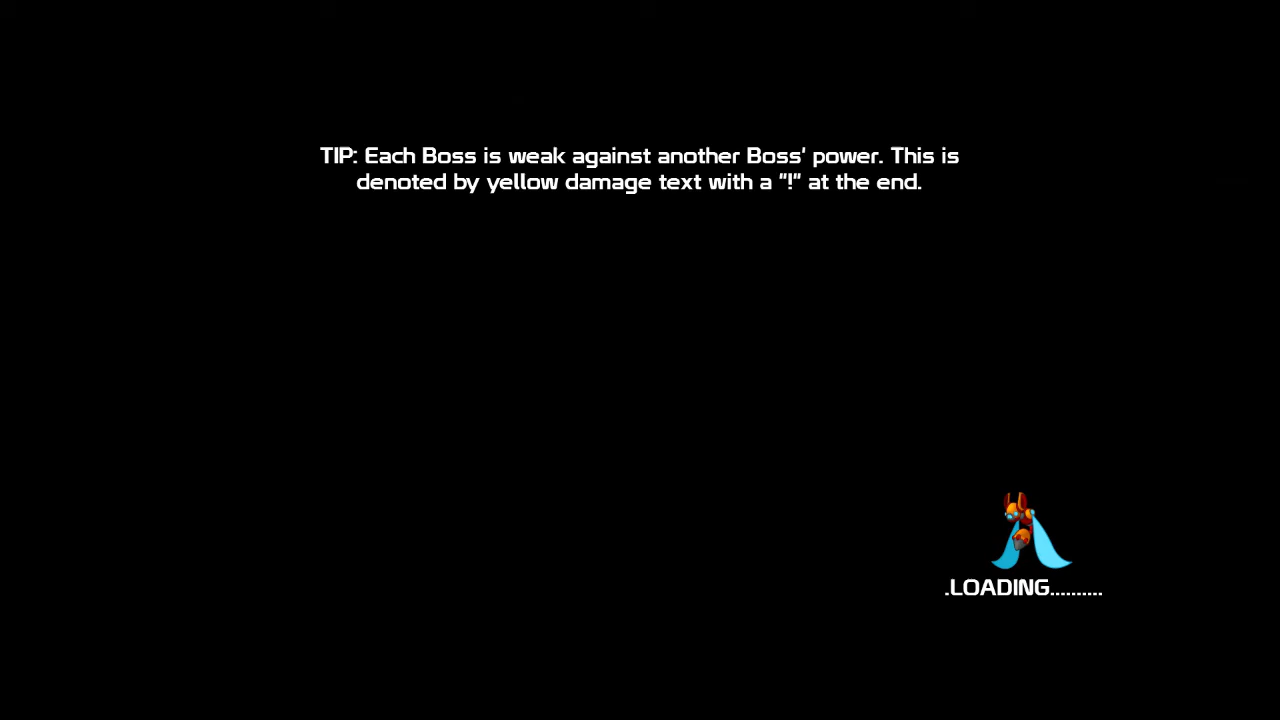 TIP: Each Boss is weak against another Boss' power. This is
denoted by yellow damage text with a "!" at the end.
.LOADING..........